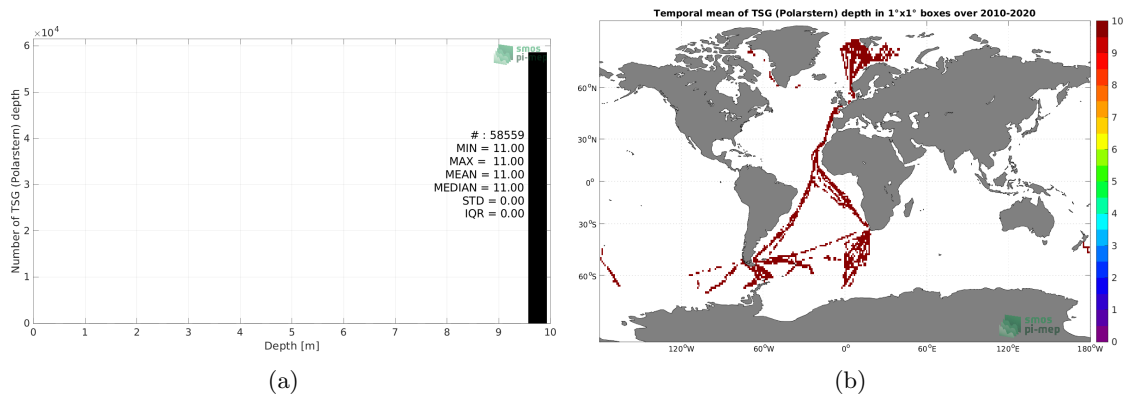 ×10⁴
6
5
4
3
2
1
0
Number of TSG (Polarstern) depth
smos
pi-mep
# : 58559
MIN = 11.00
MAX = 11.00
MEAN = 11.00
MEDIAN = 11.00
STD = 0.00
IQR = 0.00
0 1 2 3 4 5 6 7 8 9 10
Depth [m]
(a)
Temporal mean of TSG (Polarstern) depth in 1°x1° boxes over 2010-2020
60°N
30°N
0°
30°S
60°S
120°W 60°W 0° 60°E 120°E 180°W
smos
pi-mep
10
9
8
7
6
5
4
3
2
1
0
(b)